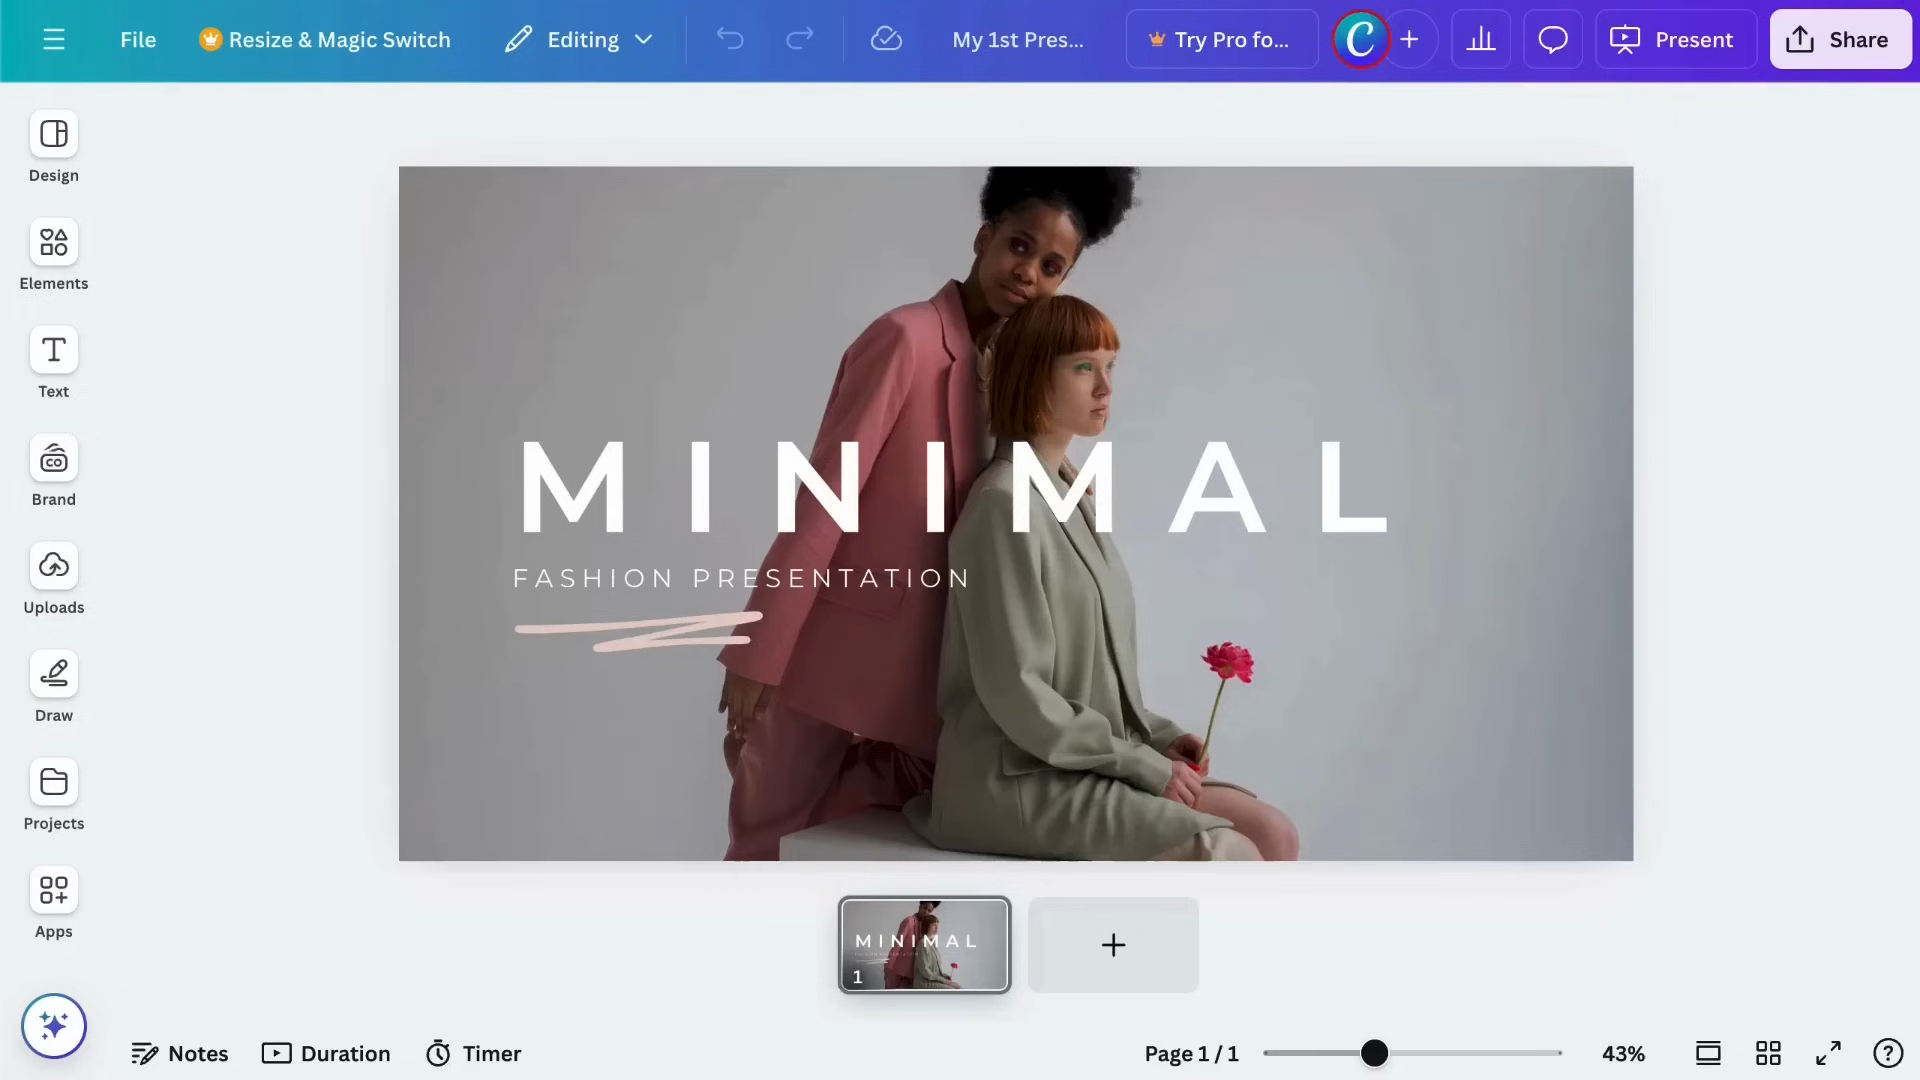 File
Resize & Magic Switch
Editing
My 1st Pres...
Try Pro fo...
C
Present
Share
Design
Elements
Text
CO
Brand
Uploads
Draw
Projects
Apps
MINIMAL
FASHION PRESENTATION
MINIMAL
1
Notes
Duration
Timer
Page 1 / 1
43%